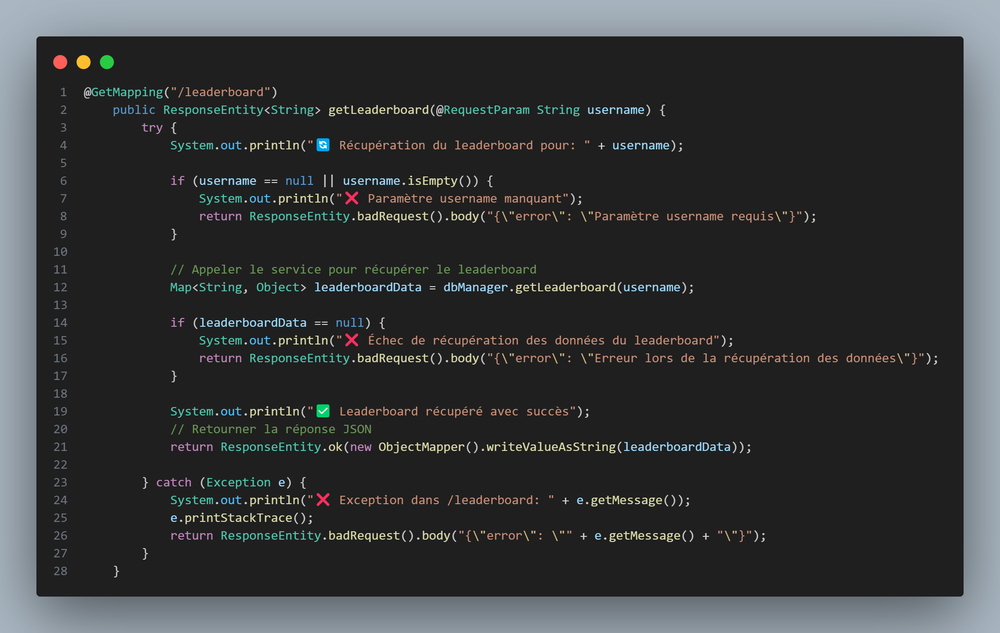 1 @GetMapping("/leaderboard")
2     public ResponseEntity<String> getLeaderboard(@RequestParam String username) {
3         try {
4             System.out.println("🔄 Récupération du leaderboard pour: " + username);
5
6             if (username == null || username.isEmpty()) {
7                 System.out.println("❌ Paramètre username manquant");
8                 return ResponseEntity.badRequest().body("{\"error\": \"Paramètre username requis\"}");
9             }
10
11             // Appeler le service pour récupérer le leaderboard
12             Map<String, Object> leaderboardData = dbManager.getLeaderboard(username);
13
14             if (leaderboardData == null) {
15                 System.out.println("❌ Échec de récupération des données du leaderboard");
16                 return ResponseEntity.badRequest().body("{\"error\": \"Erreur lors de la récupération des données\"}");
17             }
18
19             System.out.println("✅ Leaderboard récupéré avec succès");
20             // Retourner la réponse JSON
21             return ResponseEntity.ok(new ObjectMapper().writeValueAsString(leaderboardData));
22
23         } catch (Exception e) {
24             System.out.println("❌ Exception dans /leaderboard: " + e.getMessage());
25             e.printStackTrace();
26             return ResponseEntity.badRequest().body("{\"error\": \"" + e.getMessage() + "\"}");
27         }
28     }